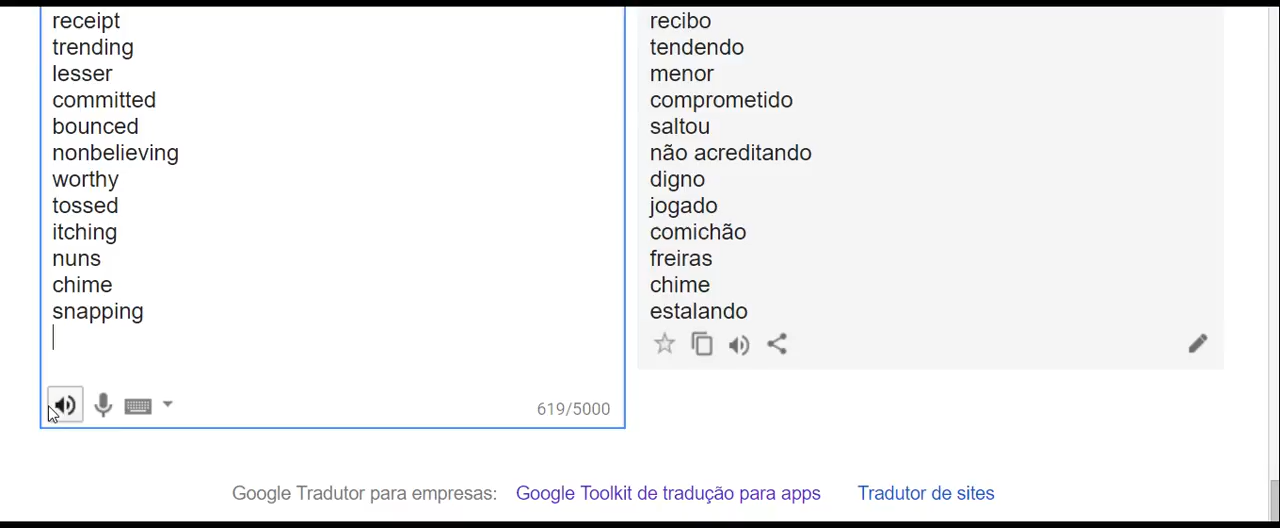 receipt
trending
lesser
committed
bounced
nonbelieving
worthy
tossed
itching
nuns
chime
snapping
619/5000
recibo
tendendo
menor
comprometido
saltou
não acreditando
digno
jogado
comichão
freiras
chime
estalando
Google Tradutor para empresas: Google Toolkit de tradução para apps Tradutor de sites